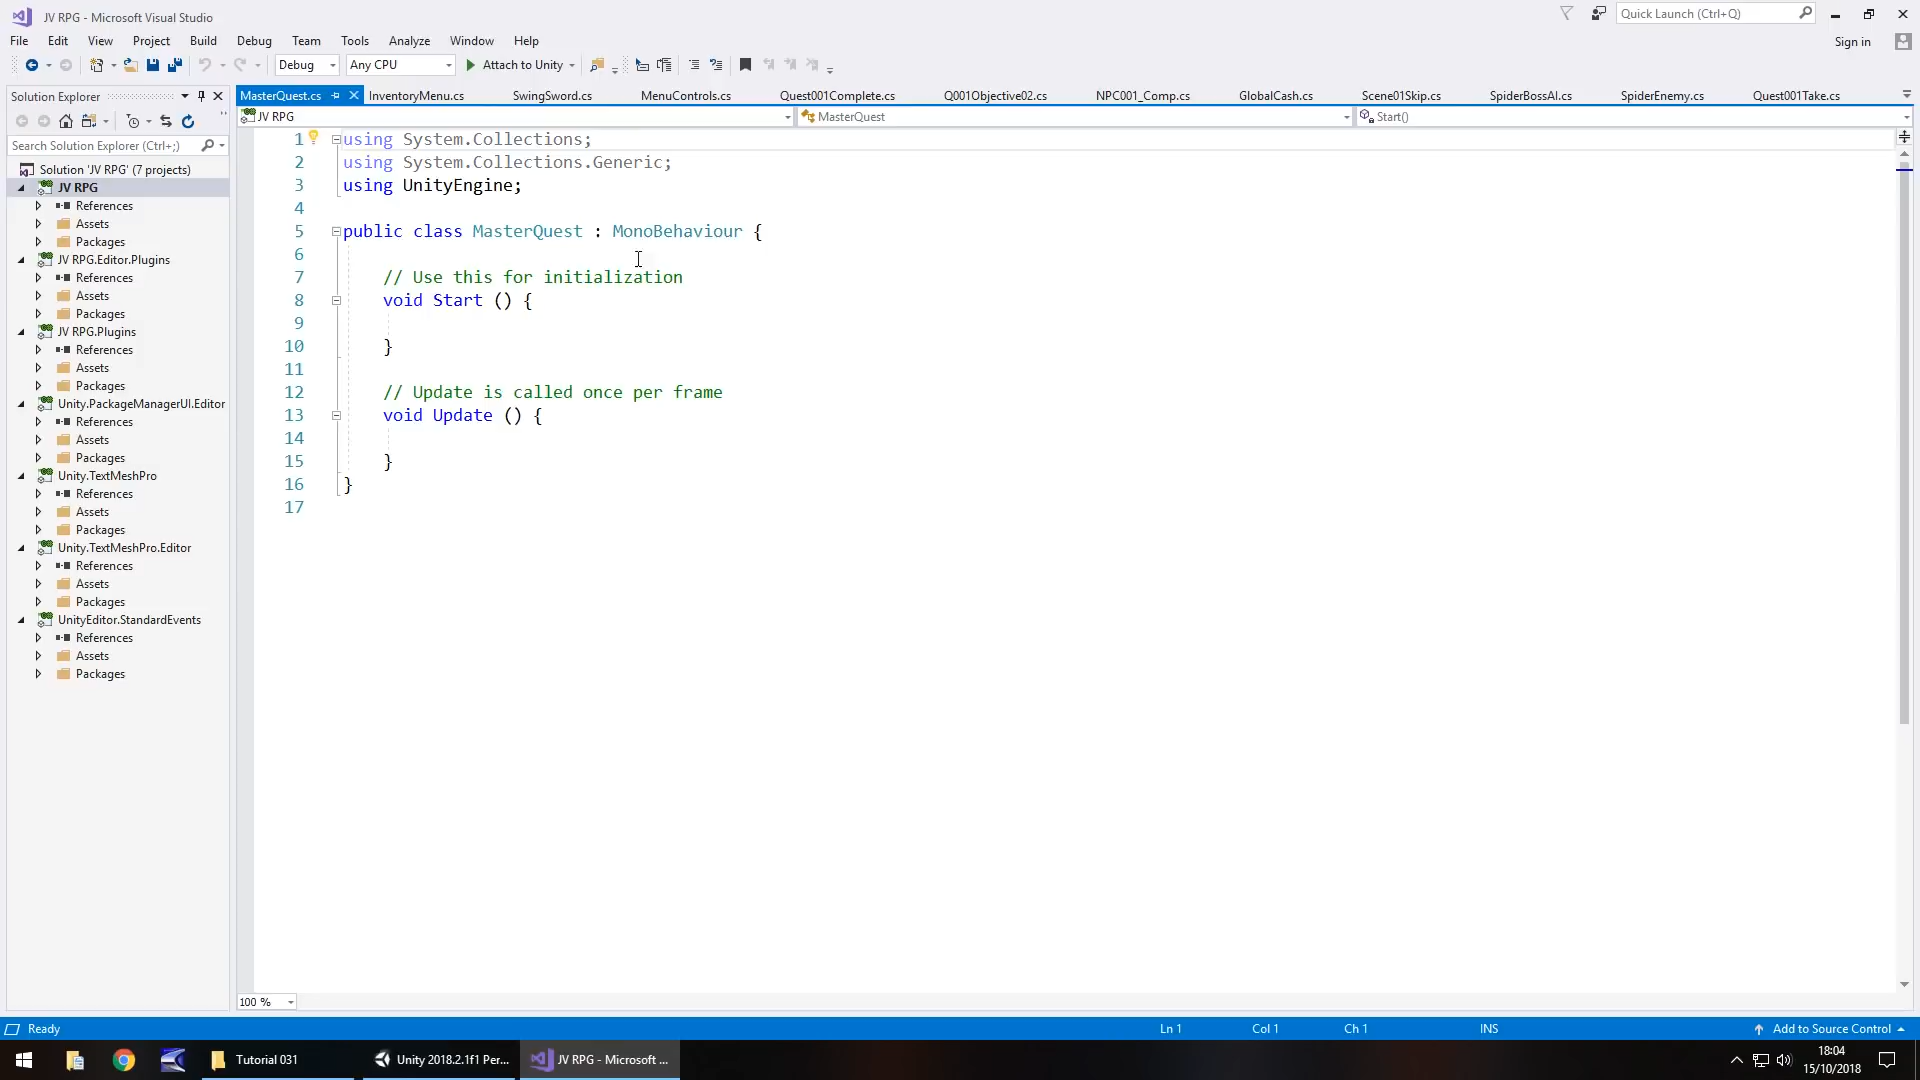 JV RPG - Microsoft Visual Studio
Quick Launch (Ctrl+Q)
File Edit View Project Build Debug Team Tools Analyze Window Help
Sign in
Debug Any CPU Attach to Unity
Solution Explorer
MasterQuest.cs InventoryMenu.cs SwingSword.cs MenuControls.cs Quest001Complete.cs Q001Objective02.cs NPC001_Comp.cs GlobalCash.cs Scene01Skip.cs SpiderBossAI.cs SpiderEnemy.cs Quest001Take.cs
JV RPG MasterQuest Start()
Search Solution Explorer (Ctrl+;)
Solution 'JV RPG' (7 projects)
JV RPG
References
Assets
Packages
JV RPG.Editor.Plugins
References
Assets
Packages
JV RPG.Plugins
References
Assets
Packages
Unity.PackageManagerUI.Editor
References
Assets
Packages
Unity.TextMeshPro
References
Assets
Packages
Unity.TextMeshPro.Editor
References
Assets
Packages
UnityEditor.StandardEvents
References
Assets
Packages
1 using System.Collections;
2 using System.Collections.Generic;
3 using UnityEngine;
4
5 public class MasterQuest : MonoBehaviour {
6
7 // Use this for initialization
8 void Start () {
9
10 }
11
12 // Update is called once per frame
13 void Update () {
14
15 }
16 }
17
100 %
Ready Ln 1 Col 1 Ch 1 INS Add to Source Control
Tutorial 031 Unity 2018.2.1f1 Per... JV RPG - Microsoft ...
18:04
15/10/2018